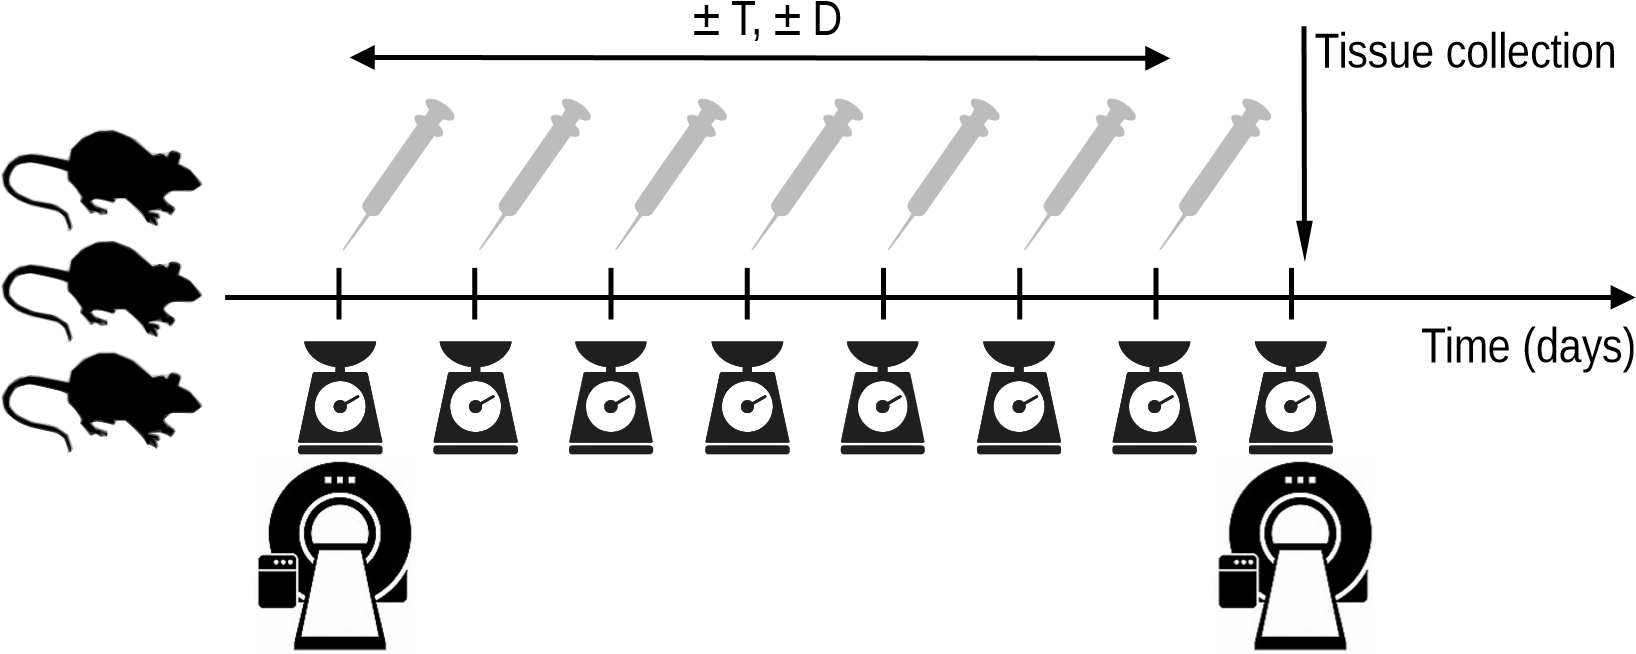 ± T, ± D
Tissue collection
Time (days)